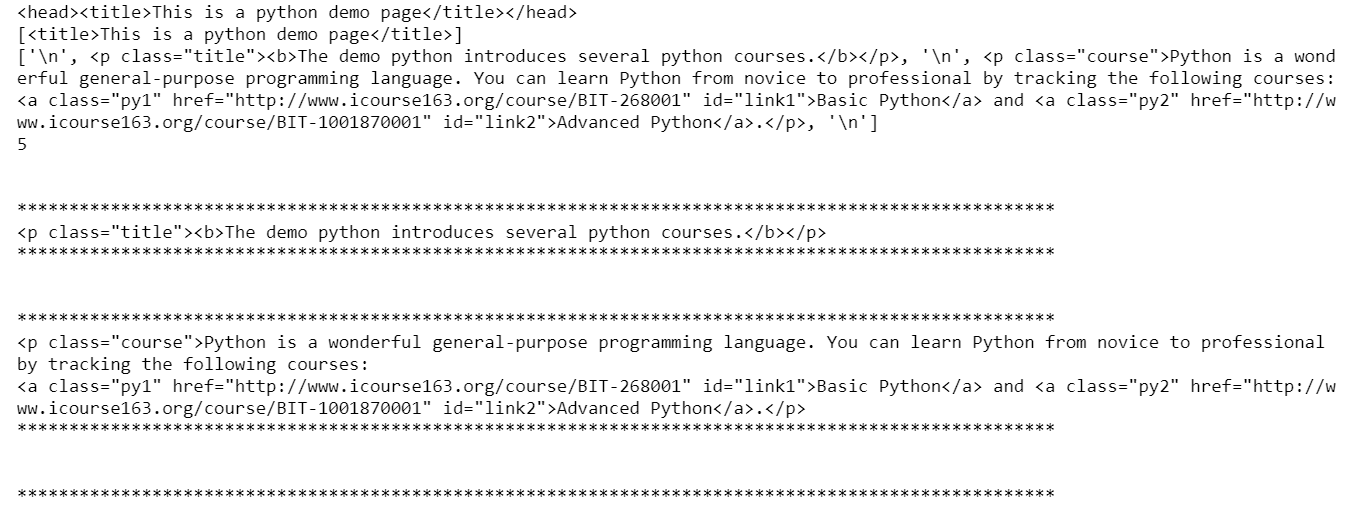 <head><title>This is a python demo page</title></head>
[<title>This is a python demo page</title>]
['\n', <p class="title"><b>The demo python introduces several python courses.</b></p>, '\n', <p class="course">Python is a wond
erful general-purpose programming language. You can learn Python from novice to professional by tracking the following courses:
<a class="py1" href="http://www.icourse163.org/course/BIT-268001" id="link1">Basic Python</a> and <a class="py2" href="http://w
ww.icourse163.org/course/BIT-1001870001" id="link2">Advanced Python</a>.</p>, '\n']
5
****************************************************************************************************
<p class="title"><b>The demo python introduces several python courses.</b></p>
****************************************************************************************************
****************************************************************************************************
<p class="course">Python is a wonderful general-purpose programming language. You can learn Python from novice to professional
by tracking the following courses:
<a class="py1" href="http://www.icourse163.org/course/BIT-268001" id="link1">Basic Python</a> and <a class="py2" href="http://w
ww.icourse163.org/course/BIT-1001870001" id="link2">Advanced Python</a>.</p>
****************************************************************************************************
****************************************************************************************************